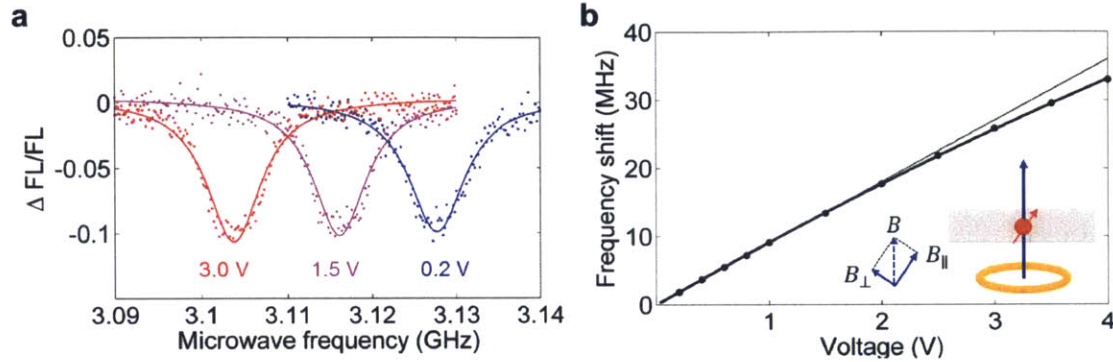 a
0.05
0
-0.05
-0.1
Δ FL/FL
3.0 V
1.5 V
0.2 V
3.09
3.1
3.11
3.12
3.13
3.14
Microwave frequency (GHz)
b
40
30
20
10
0
Frequency shift (MHz)
B
B⊥
B∥
1
2
3
4
Voltage (V)